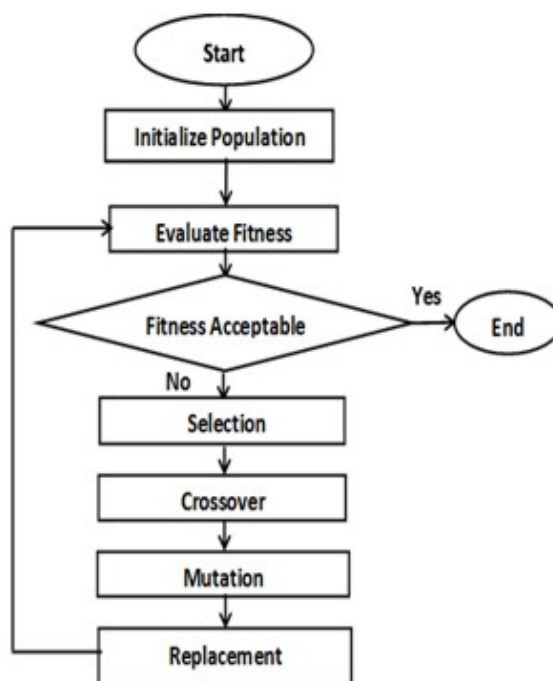 Start
Initialize Population
Evaluate Fitness
Fitness Acceptable
Yes
End
No
Selection
Crossover
Mutation
Replacement